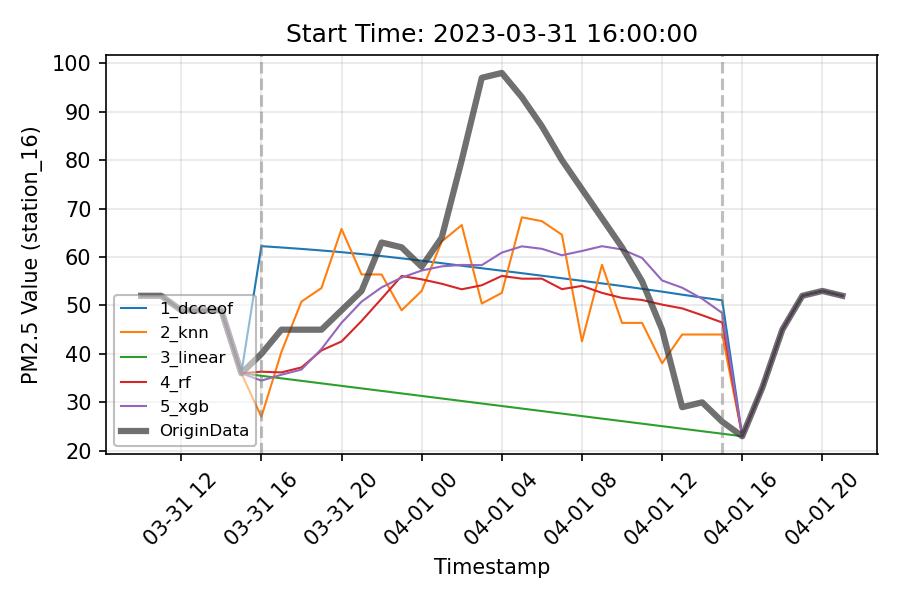 Start Time: 2023-03-31 16:00:00
PM2.5 Value (station_16)
100
90
80
70
60
50
40
30
20
1_dceof
2_knn
3_linear
4_rf
5_xgb
OriginData
03-31 12
03-31 16
03-31 20
04-01 00
04-01 04
04-01 08
04-01 12
04-01 16
04-01 20
Timestamp